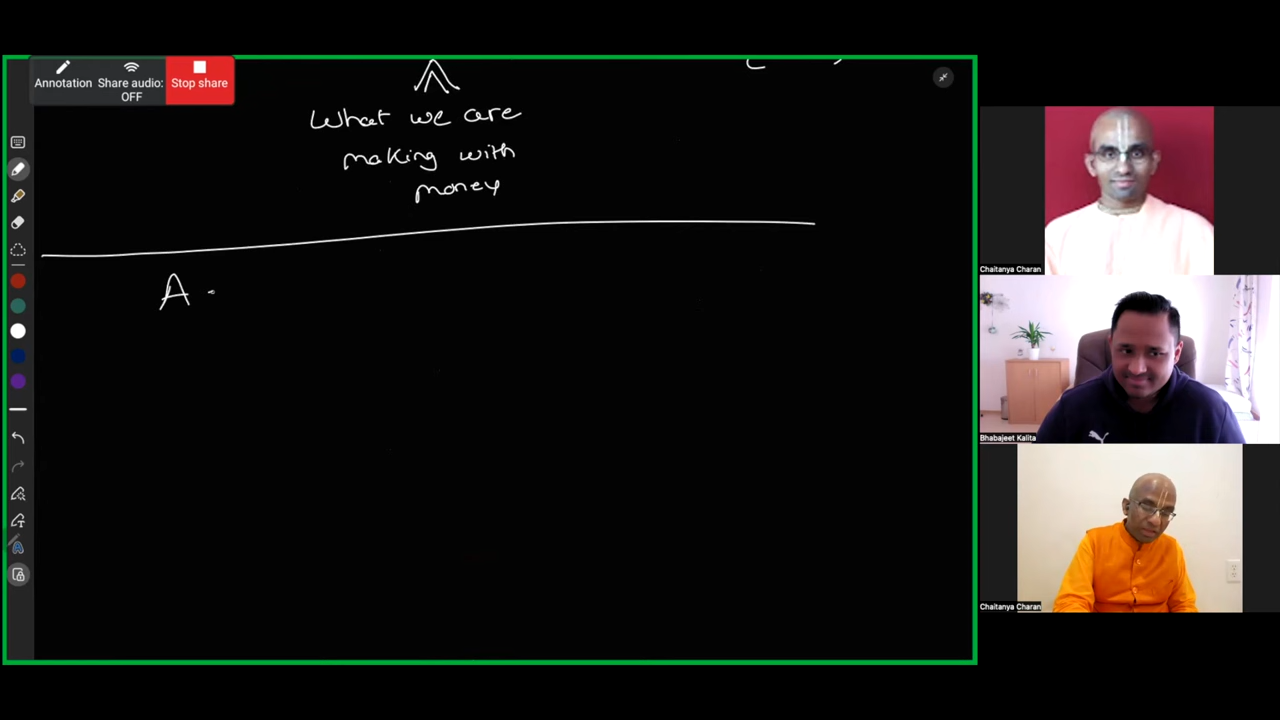 Annotation
Share audio:
OFF
Stop share
What we are
making with
money
A
Chaitanya Charan
Bhabajeet Kalita
Chaitanya Charan